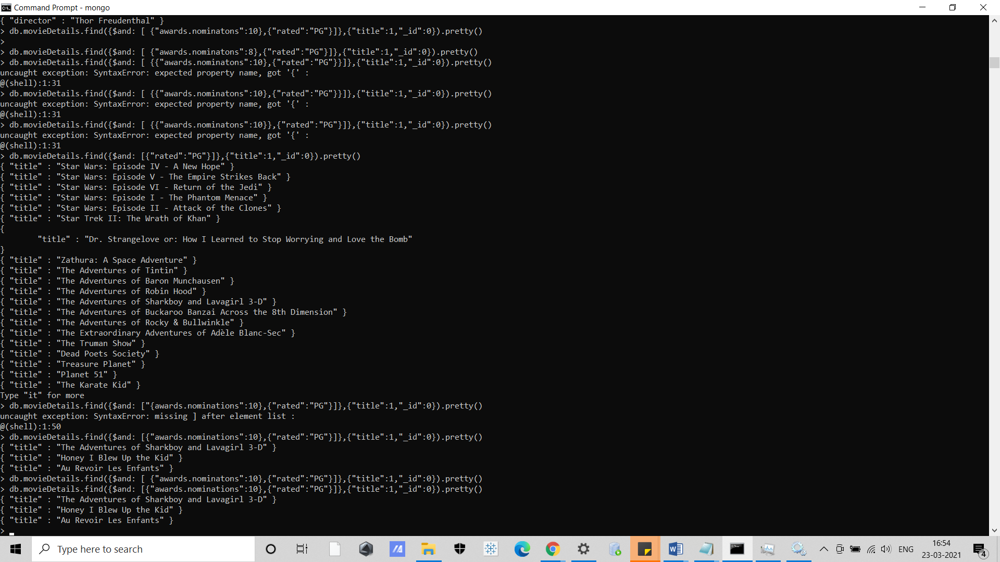 Command Prompt - mongo
{ "director" : "Thor Freudenthal" }
> db.movieDetails.find({$and: [ {"awards.nominatons":10},{"rated":"PG"}]},{"title":1,"_id":0}).pretty()
>
> db.movieDetails.find({$and: [ {"awards.nominatons":8},{"rated":"PG"}]},{"title":1,"_id":0}).pretty()
> db.movieDetails.find({$and: [ {{"awards.nominatons":10},{"rated":"PG"}}]},{"title":1,"_id":0}).pretty()
uncaught exception: SyntaxError: expected property name, got '{' :
@(shell):1:31
> db.movieDetails.find({$and: [ {{"awards.nominatons":10},{"rated":"PG"}}]},{"title":1,"_id":0}).pretty()
uncaught exception: SyntaxError: expected property name, got '{' :
@(shell):1:31
> db.movieDetails.find({$and: [ {{"awards.nominatons":10}},{"rated":"PG"}]},{"title":1,"_id":0}).pretty()
uncaught exception: SyntaxError: expected property name, got '{' :
@(shell):1:31
> db.movieDetails.find({$and: [{"rated":"PG"}]},{"title":1,"_id":0}).pretty()
{ "title" : "Star Wars: Episode IV - A New Hope" }
{ "title" : "Star Wars: Episode V - The Empire Strikes Back" }
{ "title" : "Star Wars: Episode VI - Return of the Jedi" }
{ "title" : "Star Wars: Episode I - The Phantom Menace" }
{ "title" : "Star Wars: Episode II - Attack of the Clones" }
{ "title" : "Star Trek II: The Wrath of Khan" }
{
"title" : "Dr. Strangelove or: How I Learned to Stop Worrying and Love the Bomb"
}
{ "title" : "Zathura: A Space Adventure" }
{ "title" : "The Adventures of Tintin" }
{ "title" : "The Adventures of Baron Munchausen" }
{ "title" : "The Adventures of Robin Hood" }
{ "title" : "The Adventures of Sharkboy and Lavagirl 3-D" }
{ "title" : "The Adventures of Buckaroo Banzai Across the 8th Dimension" }
{ "title" : "The Adventures of Rocky & Bullwinkle" }
{ "title" : "The Extraordinary Adventures of Adèle Blanc-Sec" }
{ "title" : "The Truman Show" }
{ "title" : "Dead Poets Society" }
{ "title" : "Treasure Planet" }
{ "title" : "Planet 51" }
{ "title" : "The Karate Kid" }
Type "it" for more
> db.movieDetails.find({$and: ["{awards.nominations":10},{"rated":"PG"}]},{"title":1,"_id":0}).pretty()
uncaught exception: SyntaxError: missing ] after element list :
@(shell):1:50
> db.movieDetails.find({$and: [{"awards.nominations":10},{"rated":"PG"}]},{"title":1,"_id":0}).pretty()
{ "title" : "The Adventures of Sharkboy and Lavagirl 3-D" }
{ "title" : "Honey I Blew Up the Kid" }
{ "title" : "Au Revoir Les Enfants" }
> db.movieDetails.find({$and: [ {"awards.nominatons":10},{"rated":"PG"}]},{"title":1,"_id":0}).pretty()
> db.movieDetails.find({$and: [{"awards.nominations":10},{"rated":"PG"}]},{"title":1,"_id":0}).pretty()
{ "title" : "The Adventures of Sharkboy and Lavagirl 3-D" }
{ "title" : "Honey I Blew Up the Kid" }
{ "title" : "Au Revoir Les Enfants" }
>
Type here to search
ENG
16:54
23-03-2021
4